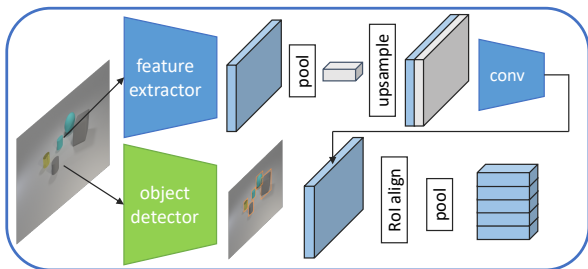 feature
extractor
pool
upsample
conv
object
detector
RoI align
pool